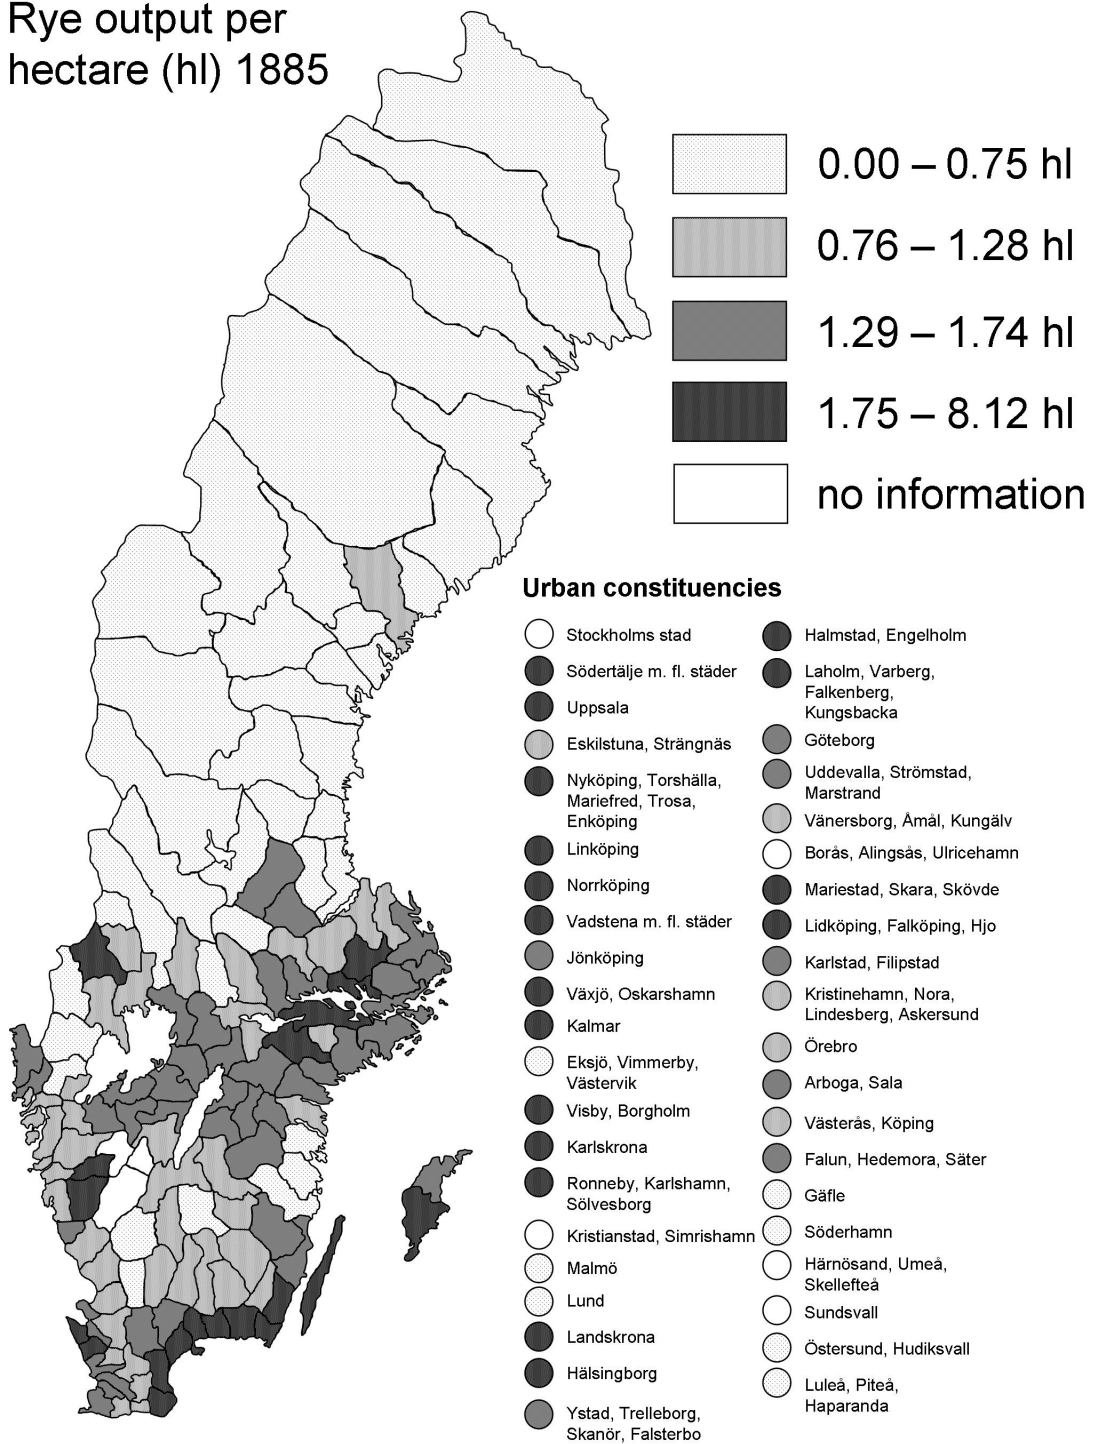 Rye output per
hectare (hl) 1885
0.00 – 0.75 hl
0.76 – 1.28 hl
1.29 – 1.74 hl
1.75 – 8.12 hl
no information
Urban constituencies
Stockholms stad
Södertälje m. fl. städer
Uppsala
Eskilstuna, Strängnäs
Nyköping, Torshälla,
Mariefred, Trosa,
Enköping
Linköping
Norrköping
Vadstena m. fl. städer
Jönköping
Växjö, Oskarshamn
Kalmar
Eksjö, Vimmerby,
Västervik
Visby, Borgholm
Karlskrona
Ronneby, Karlshamn,
Sölvesborg
Kristianstad, Simrishamn
Malmö
Lund
Landskrona
Hälsingborg
Ystad, Trelleborg,
Skanör, Falsterbo
Halmstad, Engelholm
Laholm, Varberg,
Falkenberg,
Kungsbacka
Göteborg
Uddevalla, Strömstad,
Marstrand
Vänersborg, Åmål, Kungälv
Borås, Alingsås, Ulricehamn
Mariestad, Skara, Skövde
Lidköping, Falköping, Hjo
Karlstad, Filipstad
Kristinehamn, Nora,
Lindesberg, Askersund
Örebro
Arboga, Sala
Västerås, Köping
Falun, Hedemora, Säter
Gäfle
Söderhamn
Härnösand, Umeå,
Skellefteå
Sundsvall
Östersund, Hudiksvall
Luleå, Piteå,
Haparanda